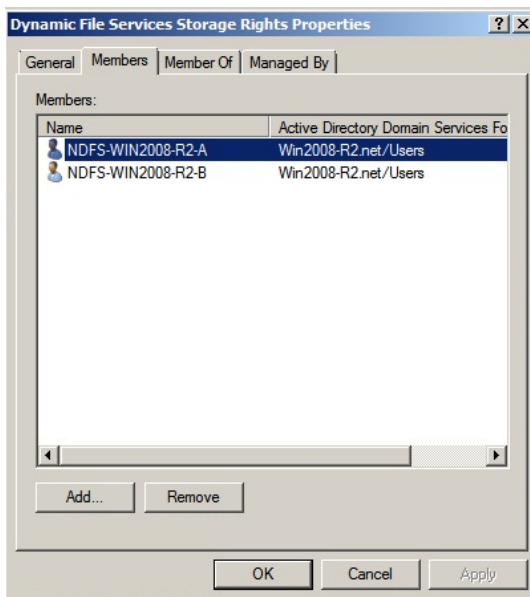 Dynamic File Services Storage Rights Properties
General Members Member Of Managed By
Members:
Name Active Directory Domain Services Fo
NDFS-WIN2008-R2-A Win2008-R2.net/Users
NDFS-WIN2008-R2-B Win2008-R2.net/Users
Add... Remove
OK Cancel Apply